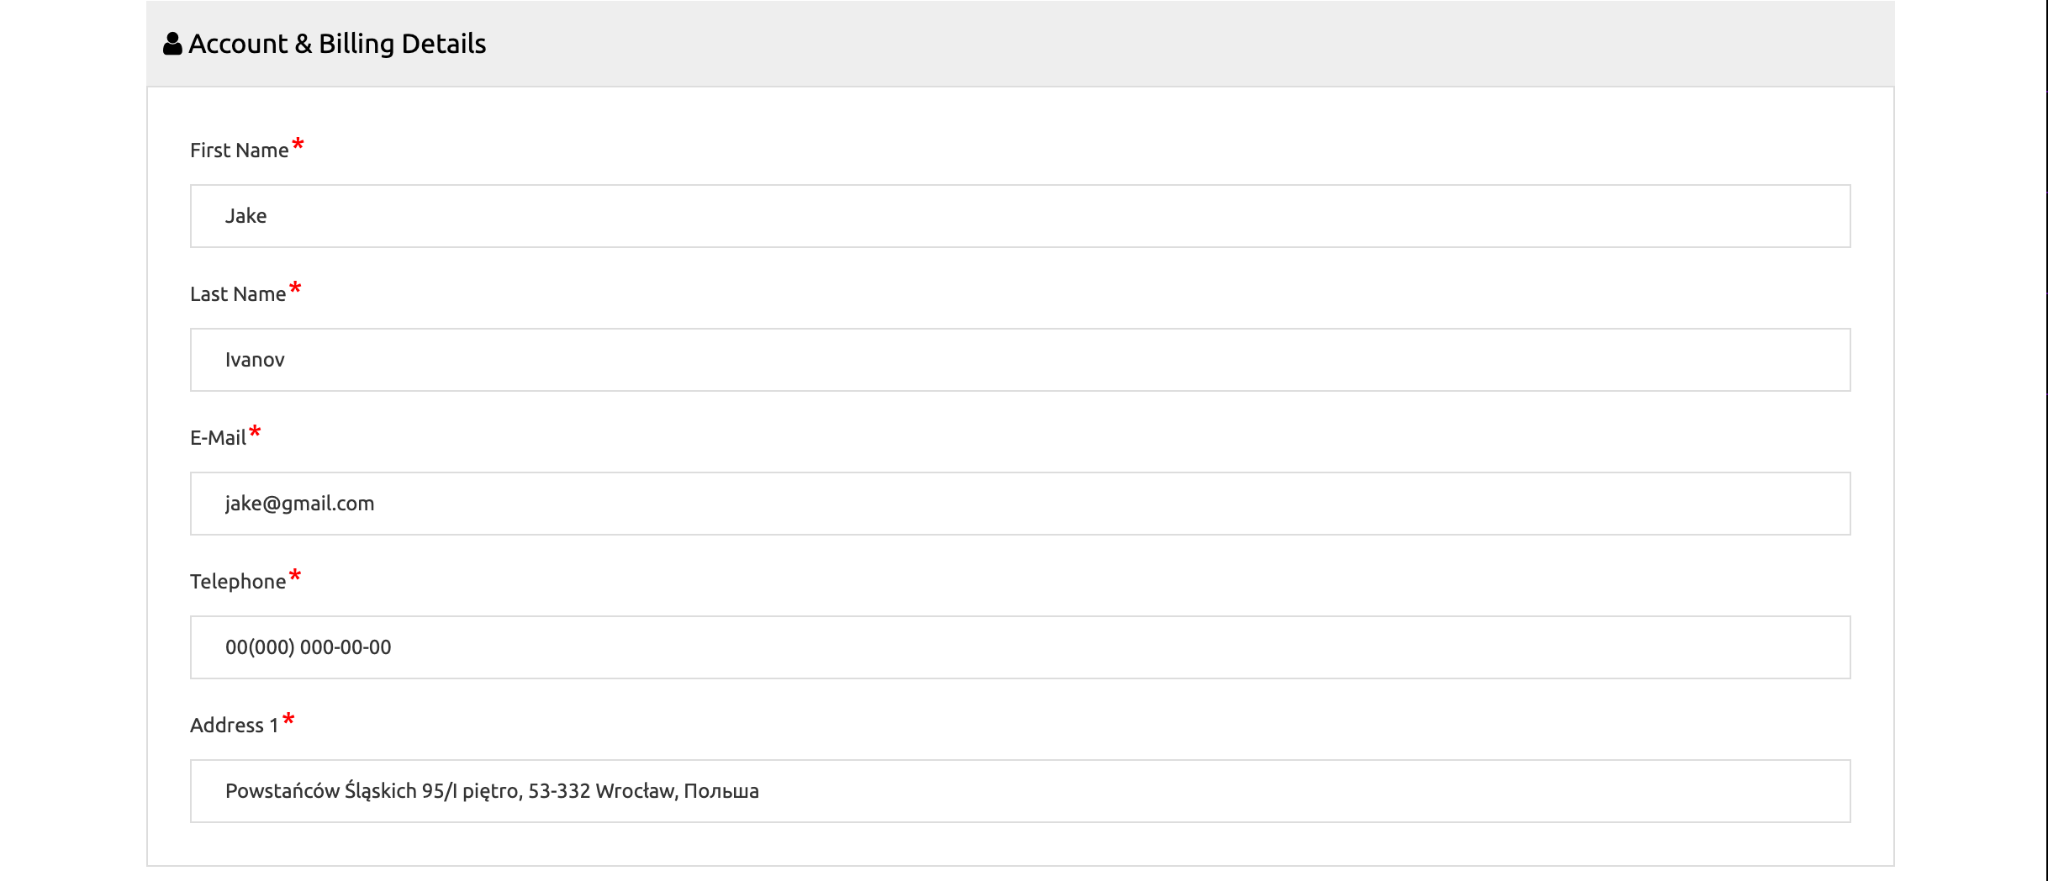 Account & Billing Details
First Name*
Jake
Last Name*
Ivanov
E-Mail*
jake@gmail.com
Telephone*
00(000) 000-00-00
Address 1*
Powstańców Śląskich 95/I piętro, 53-332 Wrocław, Польша